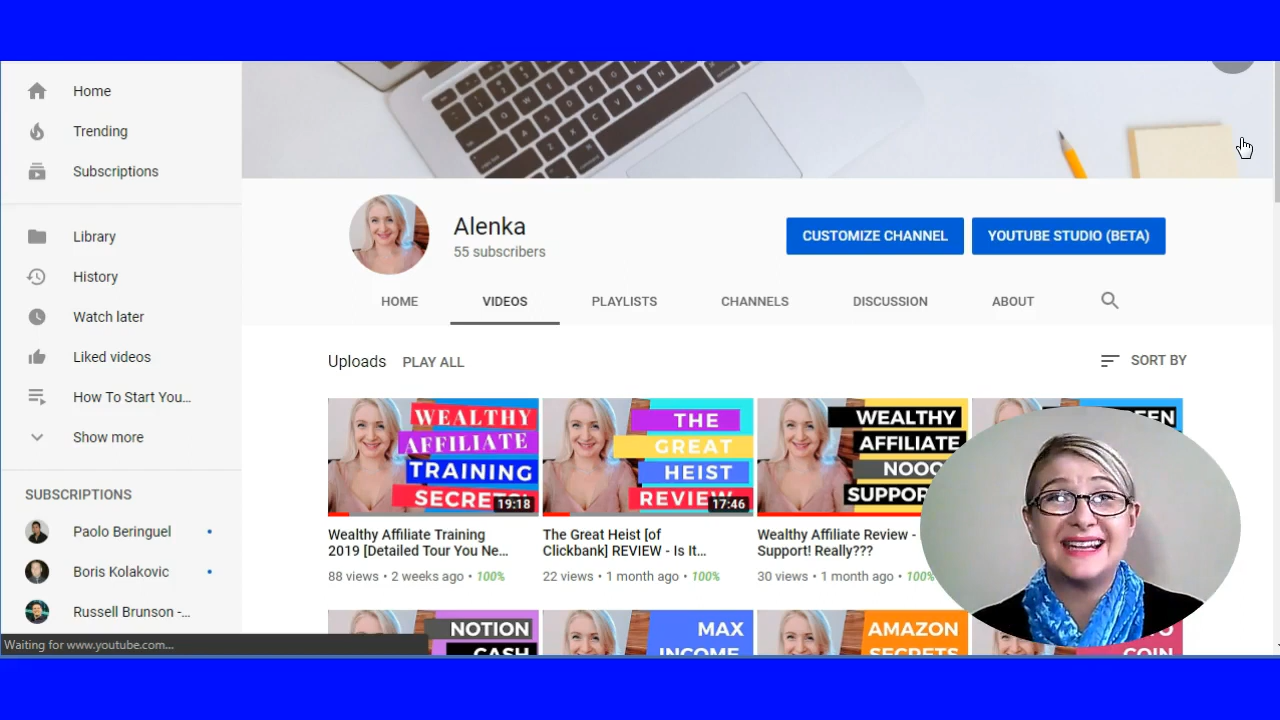 Home
Trending
Subscriptions
Library
History
Watch later
Liked videos
How To Start You...
Show more
SUBSCRIPTIONS
Paolo Beringuel
Boris Kolakovic
Russell Brunson -...
Waiting for www.youtube.com...
Alenka
55 subscribers
CUSTOMIZE CHANNEL
YOUTUBE STUDIO (BETA)
HOME
VIDEOS
PLAYLISTS
CHANNELS
DISCUSSION
ABOUT
Uploads
PLAY ALL
SORT BY
WEALTHY
AFFILIATE
TRAINING
SECRETS
19:18
Wealthy Affiliate Training
2019 [Detailed Tour You Ne...
88 views • 2 weeks ago • 100%
THE
GREAT
HEIST
REVIEW
17:46
The Great Heist [of
Clickbank] REVIEW - Is It...
22 views • 1 month ago • 100%
WEALTHY
AFFILIATE
NOOO
SUPPOR
Wealthy Affiliate Review -
Support! Really???
30 views • 1 month ago • 100%
NOTION
CASH
MAX
INCOME
AMAZON
SECRETS
COIN